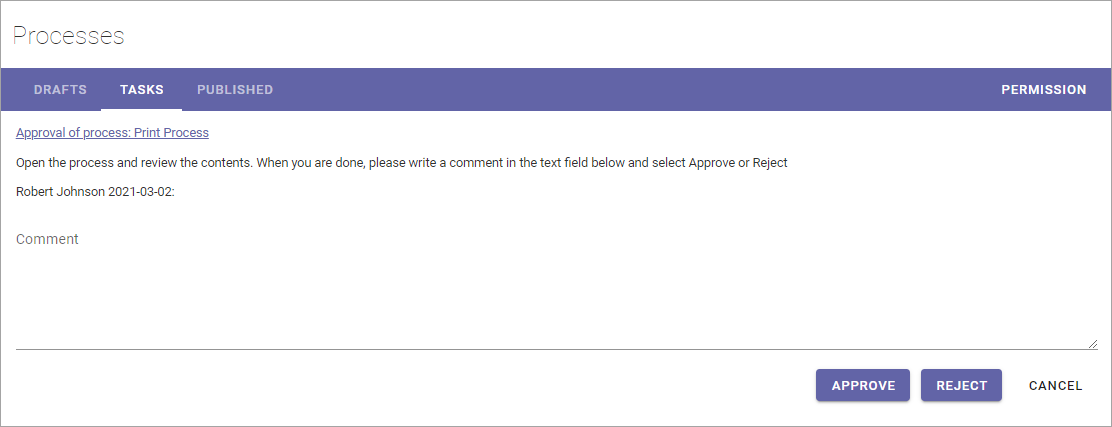 Processes
DRAFTS TASKS PUBLISHED PERMISSION
Approval of process: Print Process
Open the process and review the contents. When you are done, please write a comment in the text field below and select Approve or Reject
Robert Johnson 2021-03-02:
Comment
APPROVE REJECT CANCEL